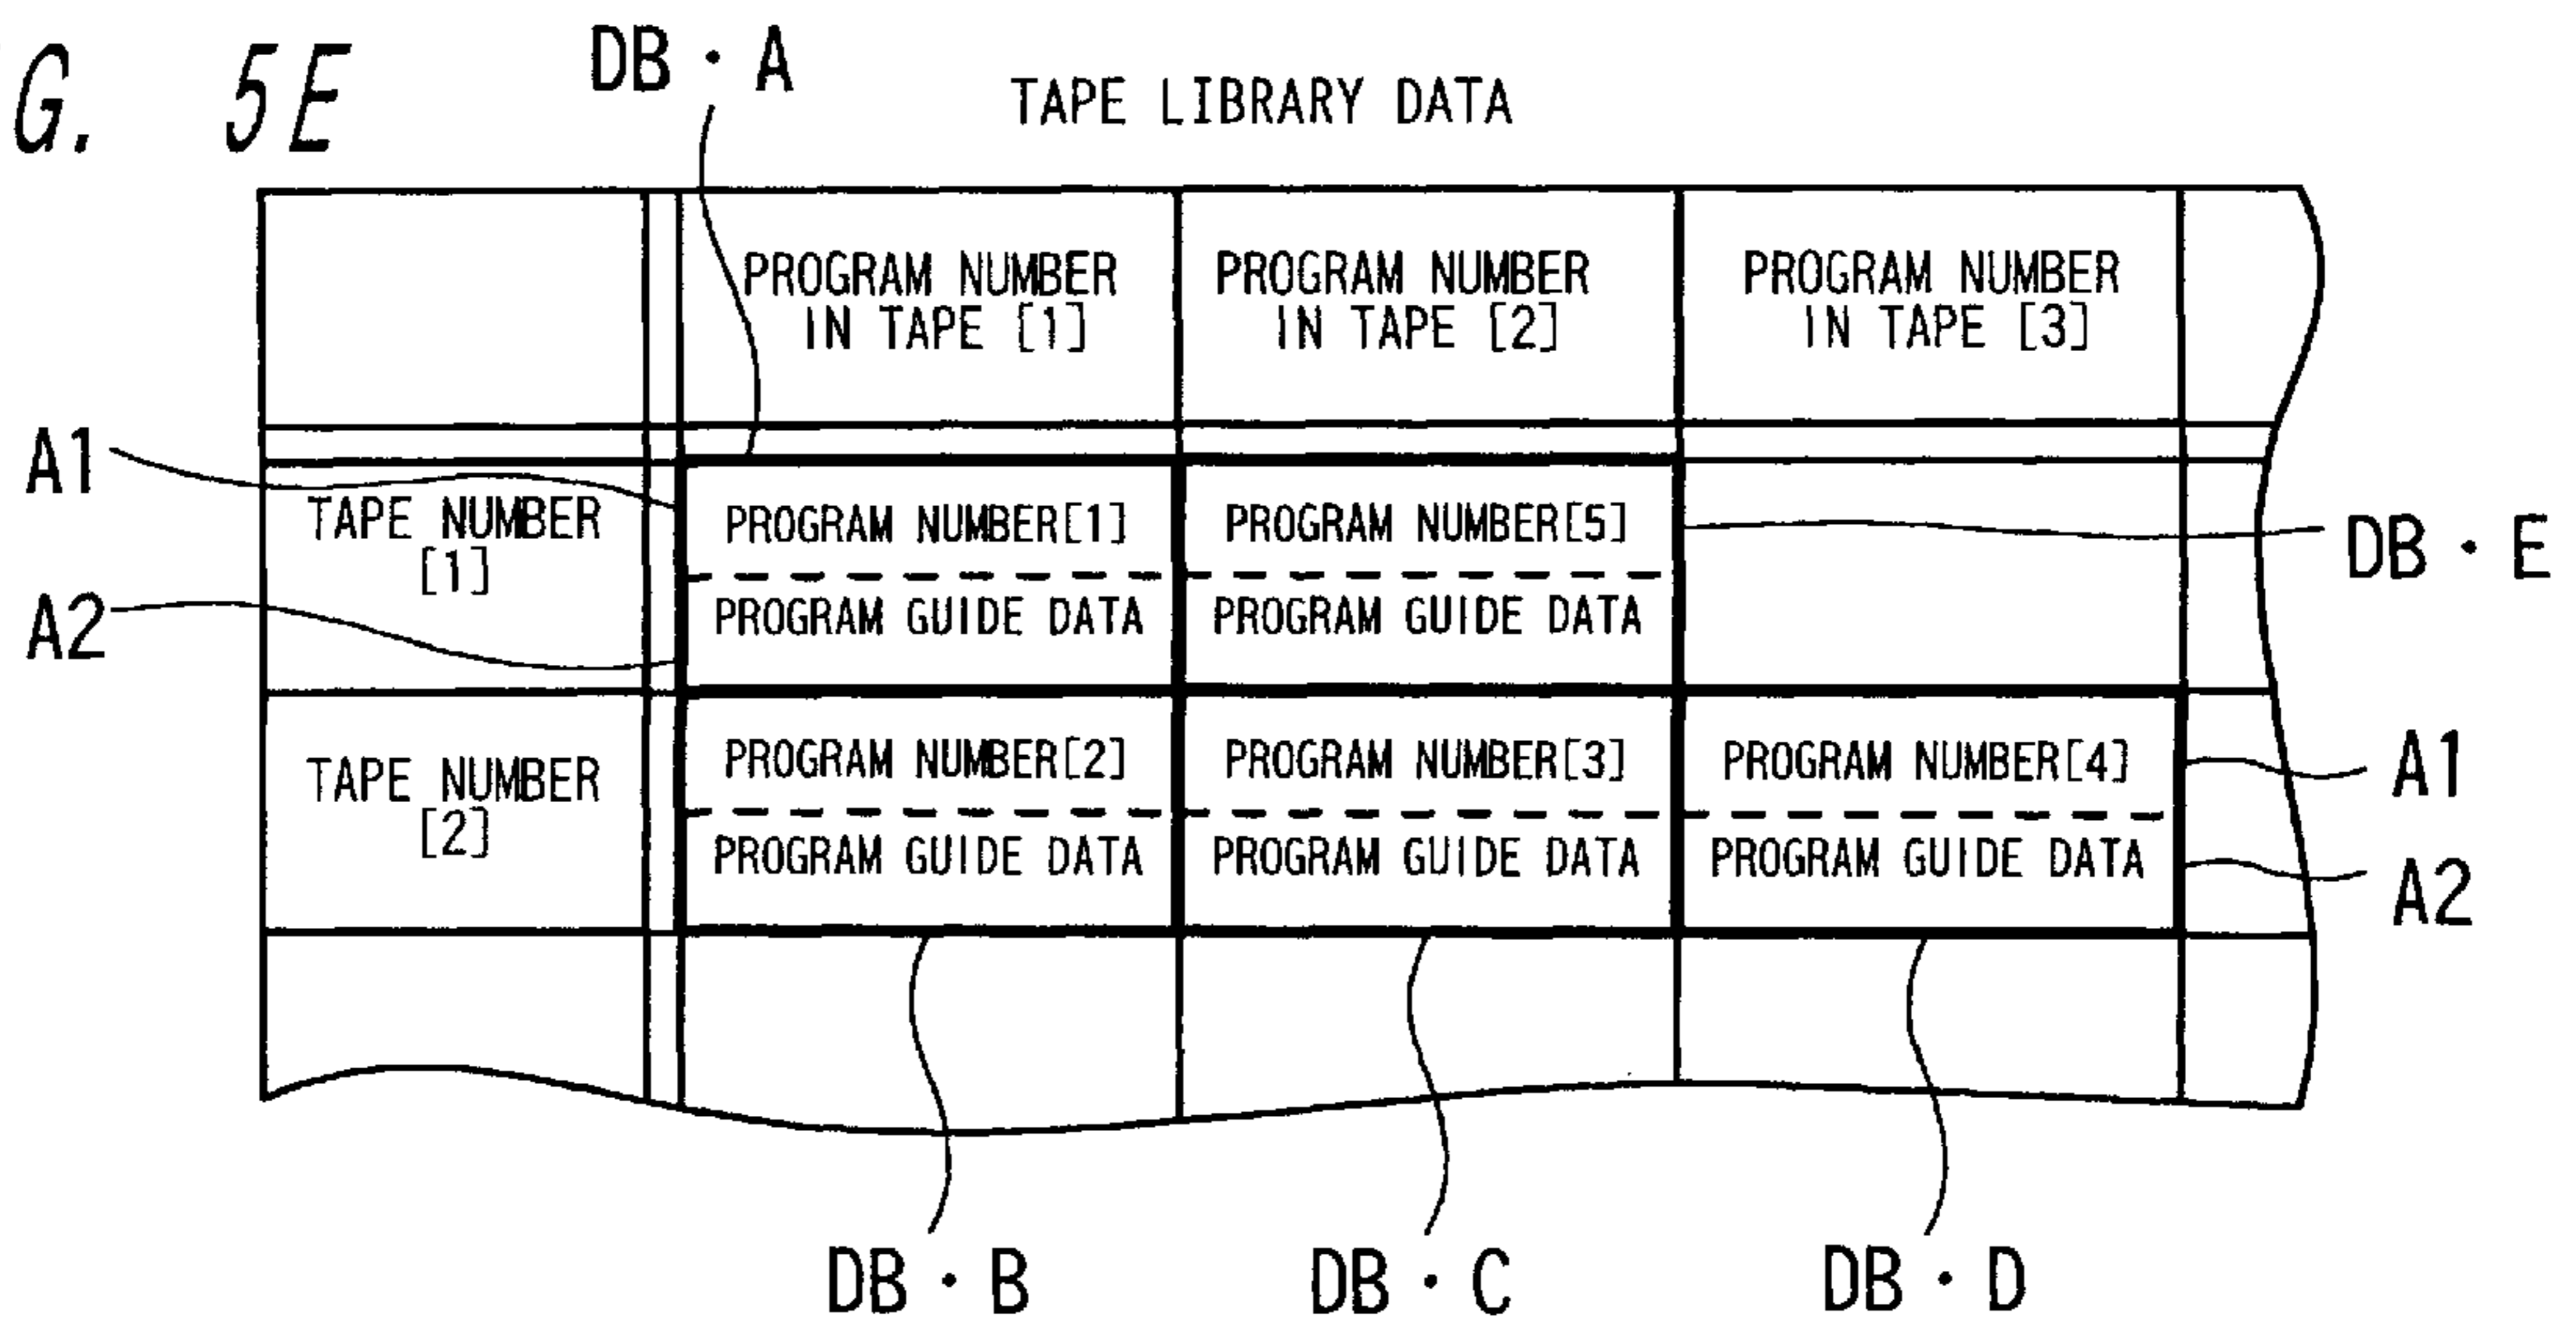 G. 5E
DB · A
TAPE LIBRARY DATA
PROGRAM NUMBER
IN TAPE [1]
PROGRAM NUMBER
IN TAPE [2]
PROGRAM NUMBER
IN TAPE [3]
A1
A2
TAPE NUMBER
[1]
PROGRAM NUMBER[1]
PROGRAM GUIDE DATA
PROGRAM NUMBER[5]
PROGRAM GUIDE DATA
DB · E
TAPE NUMBER
[2]
PROGRAM NUMBER[2]
PROGRAM GUIDE DATA
PROGRAM NUMBER[3]
PROGRAM GUIDE DATA
PROGRAM NUMBER[4]
PROGRAM GUIDE DATA
A1
A2
DB · B
DB · C
DB · D